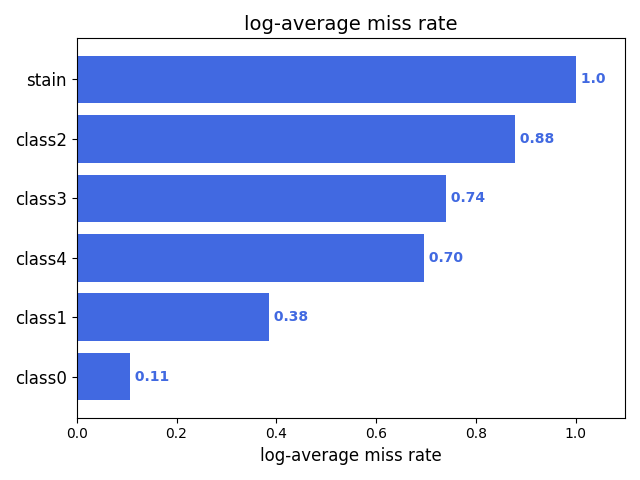 log-average miss rate
stain
1.0
class2
0.88
class3
0.74
class4
0.70
class1
0.38
class0
0.11
0.0 0.2 0.4 0.6 0.8 1.0
log-average miss rate